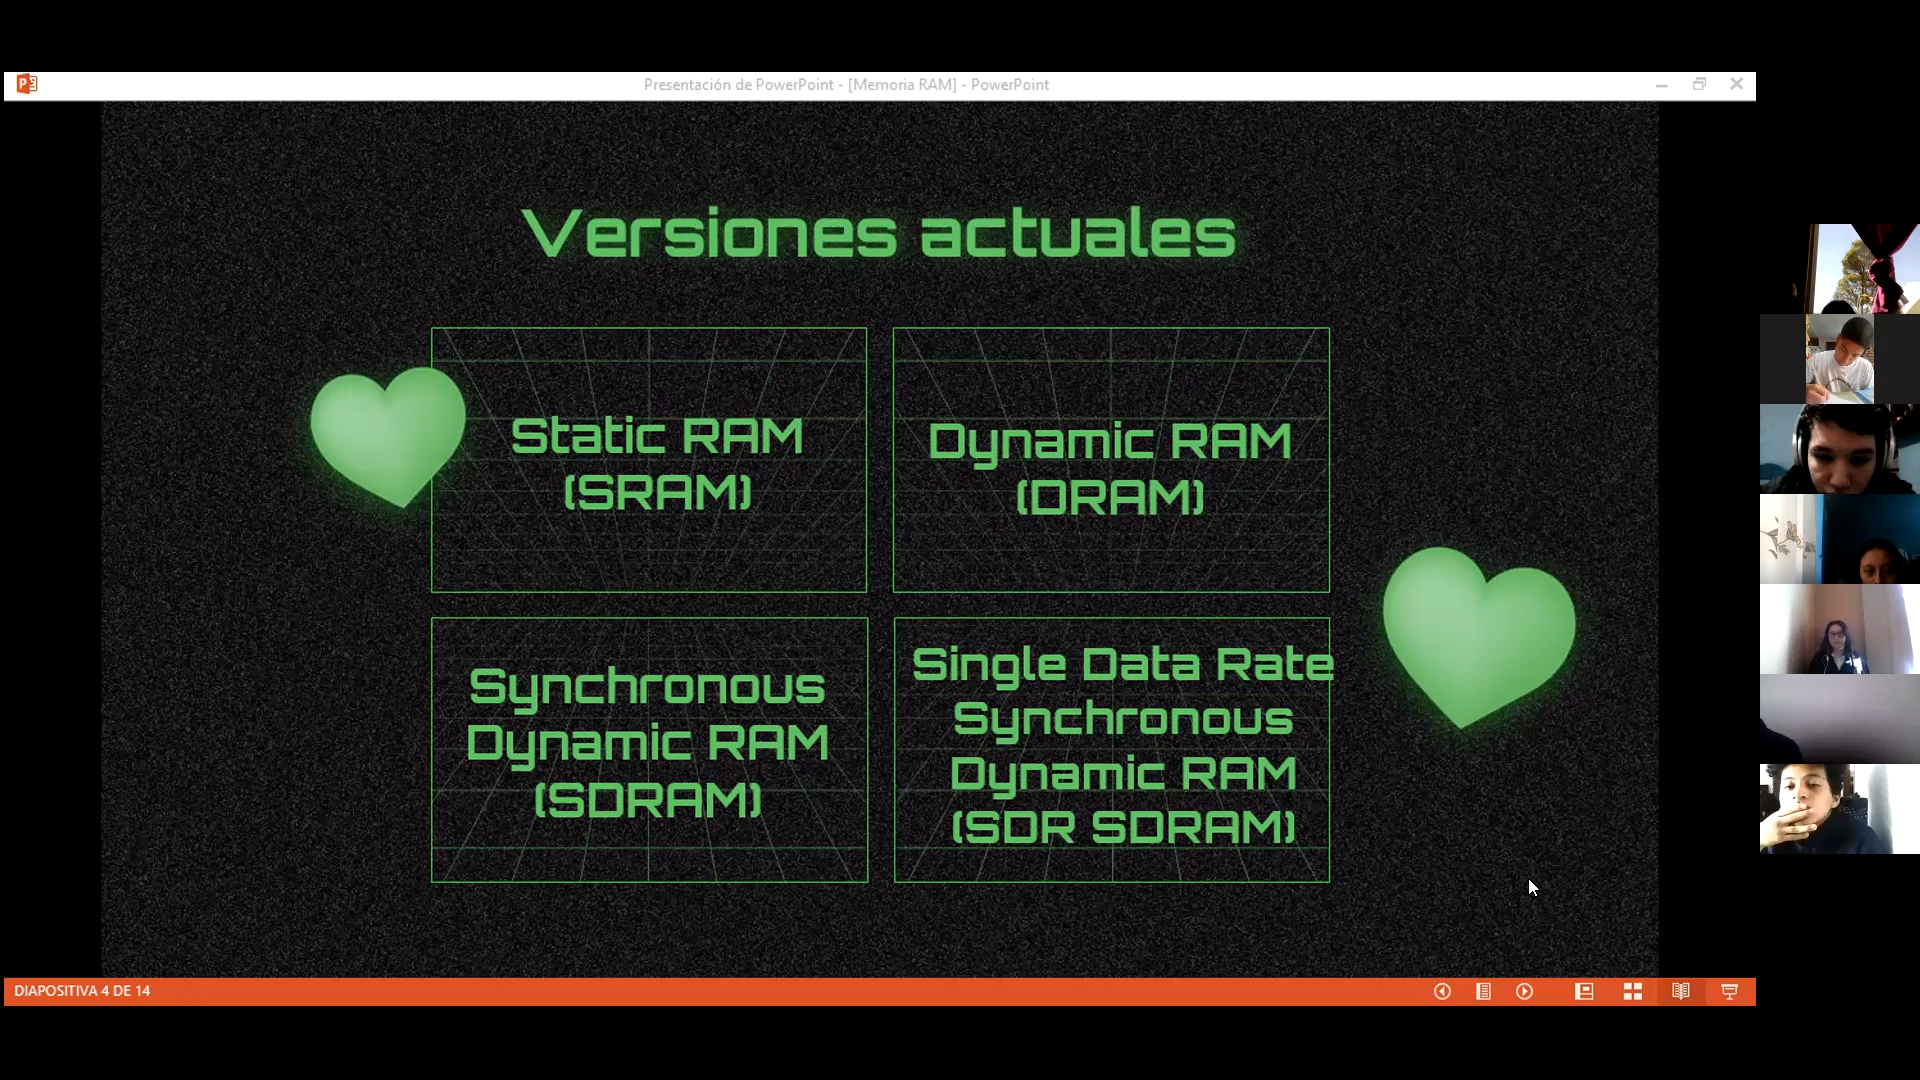 Presentación de PowerPoint - [Memoria RAM] - PowerPoint
Versiones actuales
Static RAM
(SRAM)
Dynamic RAM
(DRAM)
Synchronous
Dynamic RAM
(SDRAM)
Single Data Rate
Synchronous
Dynamic RAM
(SDR SDRAM)
DIAPOSITIVA 4 DE 14